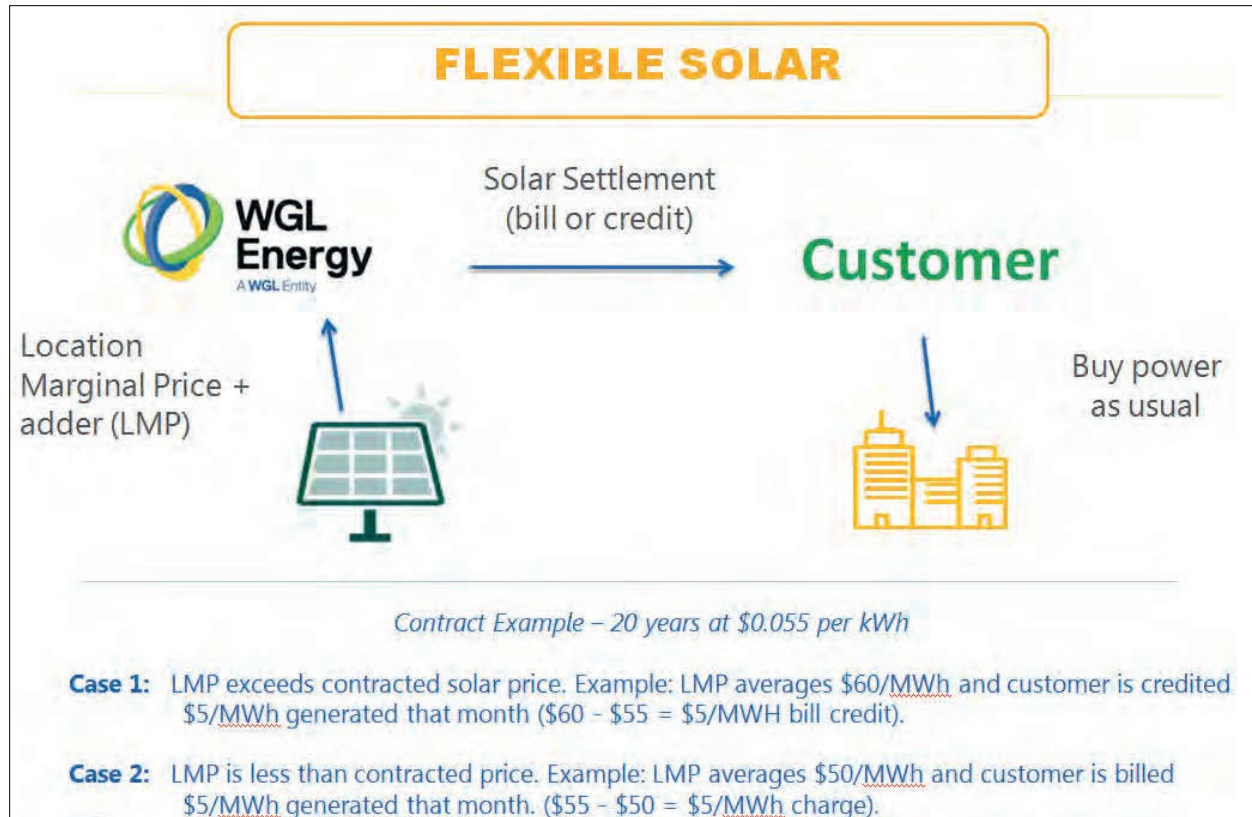 FLEXIBLE SOLAR
WGL
Energy
A WGL Entity
Solar Settlement
(bill or credit)
Customer
Location
Marginal Price +
adder (LMP)
Buy power
as usual
Contract Example – 20 years at $0.055 per kWh
Case 1: LMP exceeds contracted solar price. Example: LMP averages $60/MWh and customer is credited
$5/MWh generated that month ($60 - $55 = $5/MWH bill credit).
Case 2: LMP is less than contracted price. Example: LMP averages $50/MWh and customer is billed
$5/MWh generated that month. ($55 - $50 = $5/MWh charge).